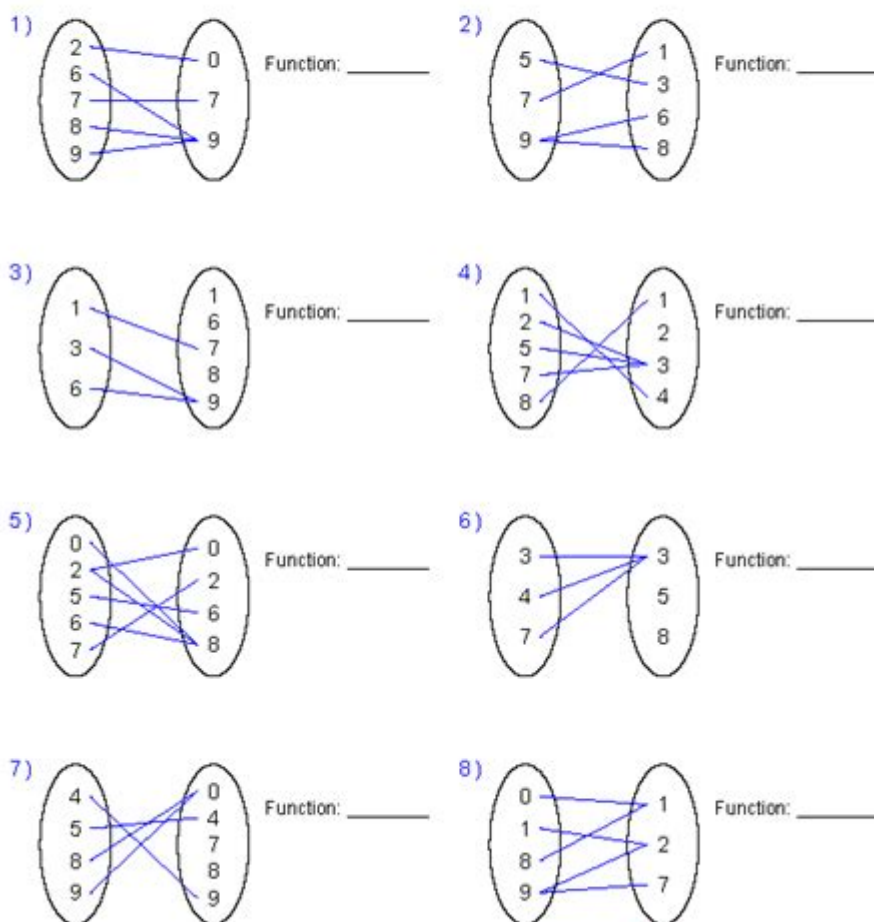 1) 2 6 7 8 9 0 7 9 Function: ______
2) 5 7 9 1 3 6 8 Function: ______
3) 1 3 6 1 6 7 8 9 Function: ______
4) 1 2 5 7 8 1 2 3 4 Function: ______
5) 0 2 5 6 7 0 2 6 8 Function: ______
6) 3 4 7 3 5 8 Function: ______
7) 4 5 8 9 0 4 7 8 9 Function: ______
8) 0 1 8 9 1 2 7 Function: ______